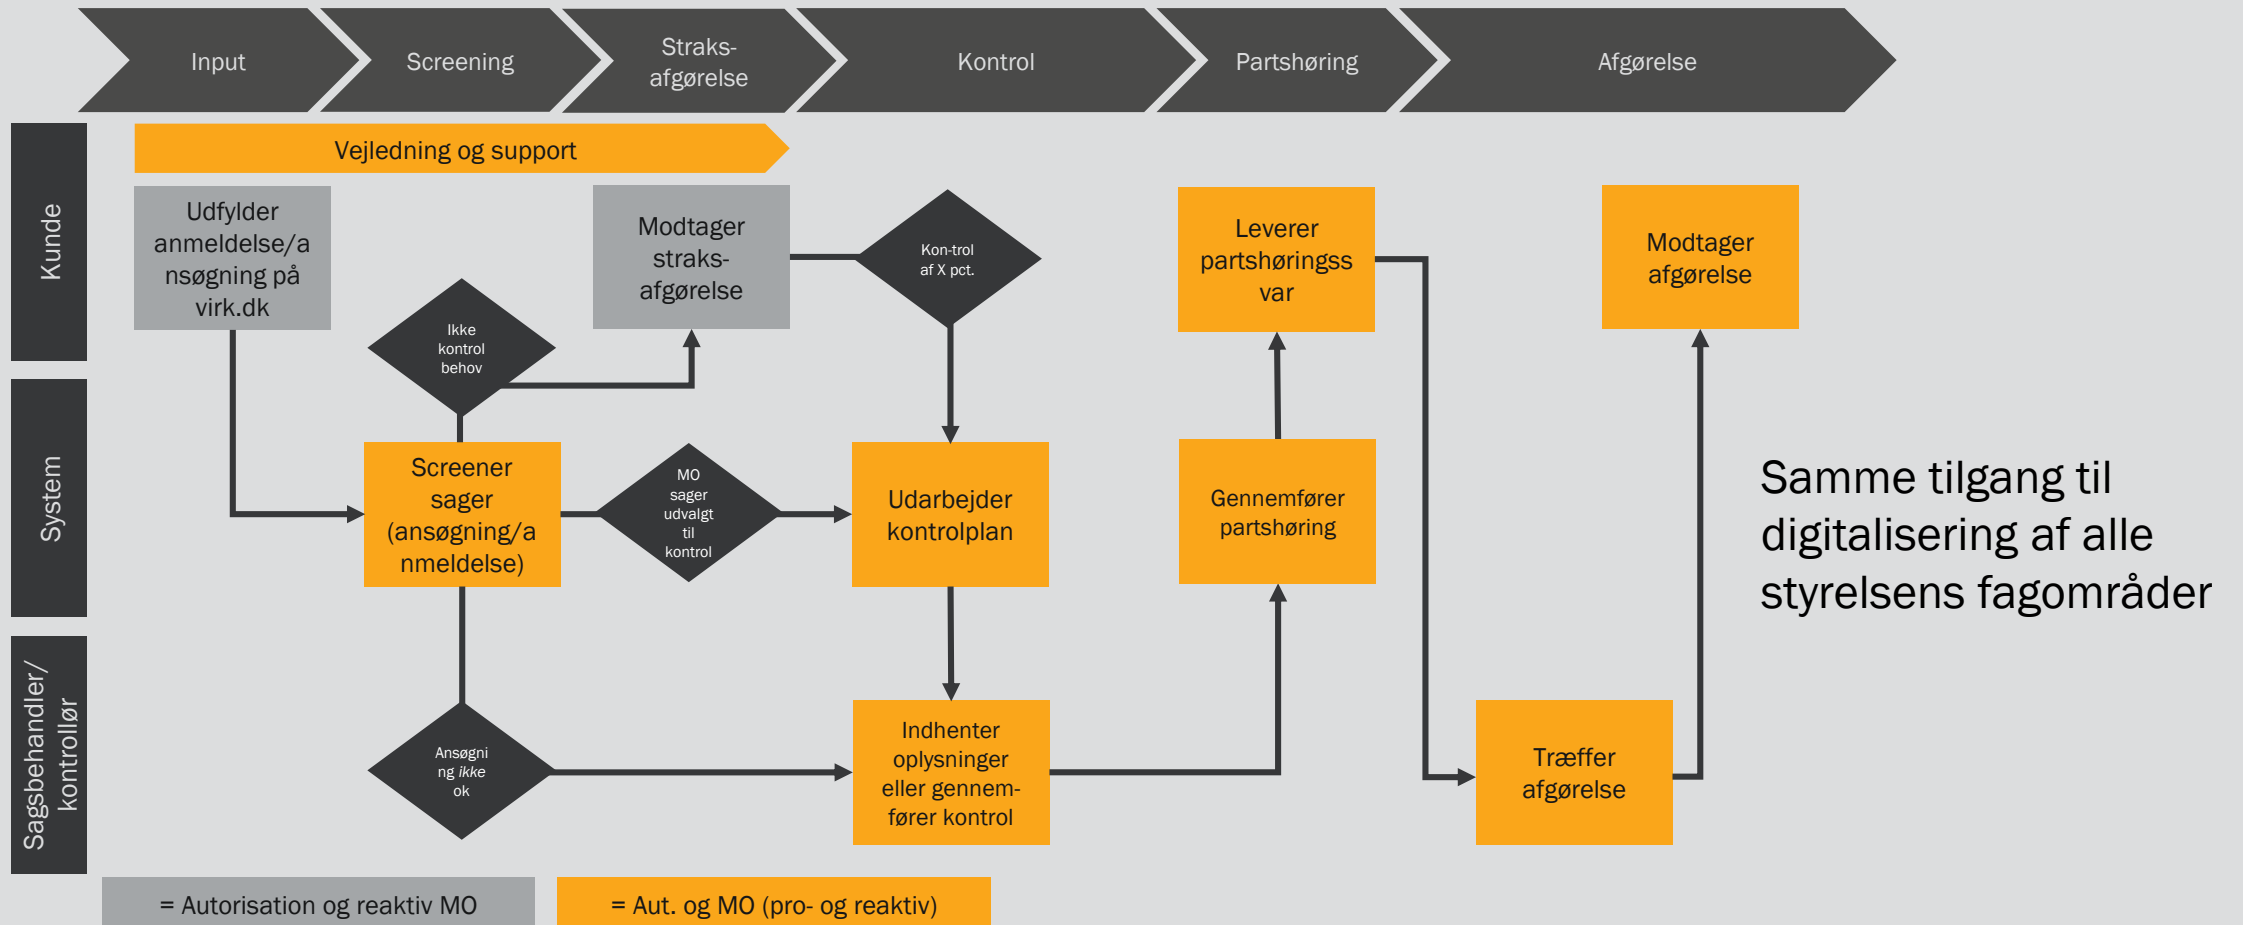 Input
Screening
Straks-
afgørelse
Kontrol
Partshøring
Afgørelse
Vejledning og support
Kunde
Udfylder
anmeldelse/a
nsøgning på
virk.dk
Modtager
straks-
afgørelse
Kon-trol
af X pct.
Leverer
partshøringss
var
Modtager
afgørelse
Ikke
kontrol
behov
System
Screener
sager
(ansøgning/a
nmeldelse)
MO
sager
udvalgt
til
kontrol
Udarbejder
kontrolplan
Gennemfører
partshøring
Samme tilgang til
digitalisering af alle
styrelsens fagområder
Sagsbehandler/
kontrollør
Ansøgni
ng ikke
ok
Indhenter
oplysninger
eller gennem-
fører kontrol
Træffer
afgørelse
= Autorisation og reaktiv MO
= Aut. og MO (pro- og reaktiv)